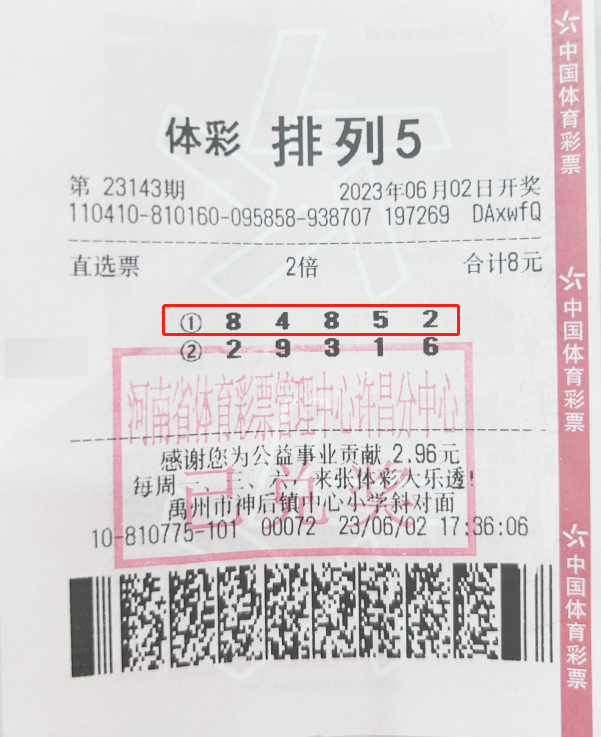 体彩 排列5
第 23143期 2023年06月02日开奖
110410-810160-095858-938707 197269 DAxwfQ
直选票 2倍 合计8元
① 8 4 8 5 2
② 2 9 3 1 6
河南省体育彩票管理中心许昌分中心
已兑奖
感谢您为公益事业贡献 2.96元
每周一、三、六，来张体彩大乐透！
禹州市神后镇中心小学斜对面
10-810775-101 00072 23/06/02 17:36:06
中国体育彩票
中国体育彩票
中国体育彩票